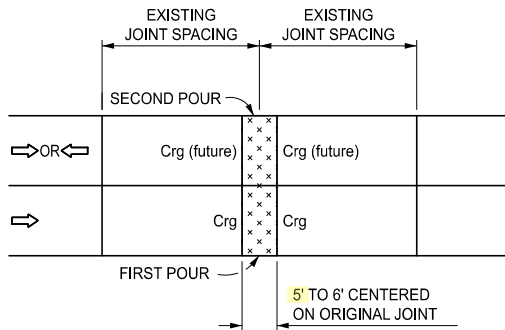 EXISTING
JOINT SPACING
EXISTING
JOINT SPACING
SECOND POUR
OR
Crg (future)
Crg (future)
Crg
Crg
FIRST POUR
5' TO 6' CENTERED
ON ORIGINAL JOINT